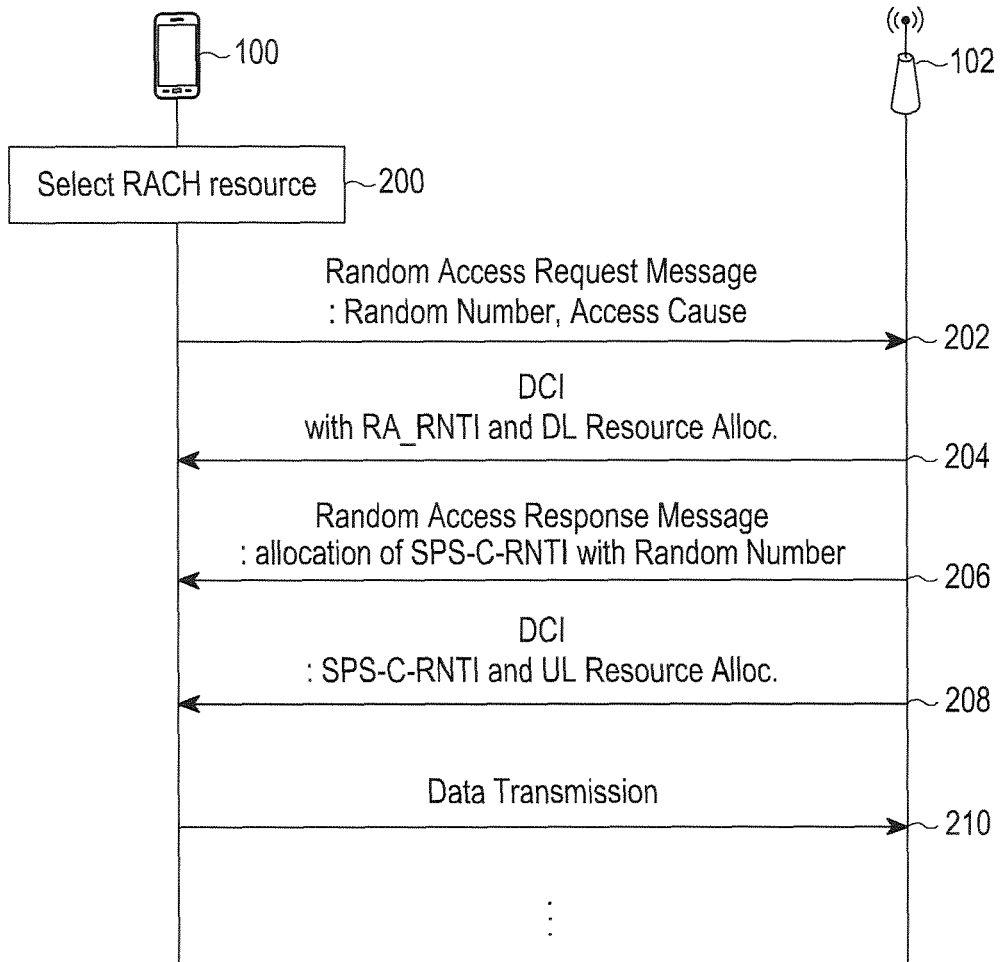 100
102
Select RACH resource
200
Random Access Request Message
: Random Number, Access Cause
202
DCI
with RA_RNTI and DL Resource Alloc.
204
Random Access Response Message
: allocation of SPS-C-RNTI with Random Number
206
DCI
: SPS-C-RNTI and UL Resource Alloc.
208
Data Transmission
210